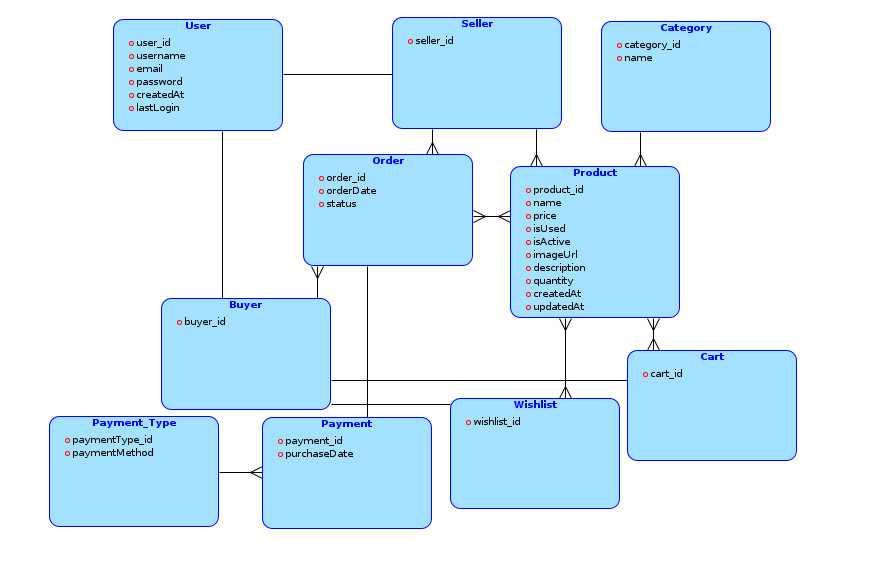 User
user_id
username
email
password
createdAt
lastLogin
Seller
seller_id
Category
category_id
name
Order
order_id
orderDate
status
Product
product_id
name
price
isUsed
isActive
imageUrl
description
quantity
createdAt
updatedAt
Buyer
buyer_id
Cart
cart_id
Wishlist
wishlist_id
Payment_Type
paymentType_id
paymentMethod
Payment
payment_id
purchaseDate